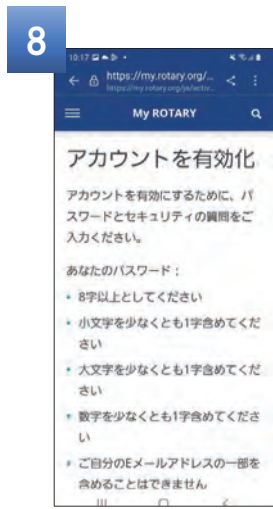 8
10:17
https://my.rotary.org/...
https://my.rotary.org/ja/activ...
My ROTARY
アカウントを有効化
アカウントを有効にするために、パ
スワードとセキュリティの質問をご
入力ください。
あなたのパスワード：
• 8字以上としてください
• 小文字を少なくとも1字含めてくだ
さい
• 大文字を少なくとも1字含めてくだ
さい
• 数字を少なくとも1字含めてくださ
い
• ご自分のEメールアドレスの一部を
含めることはできません